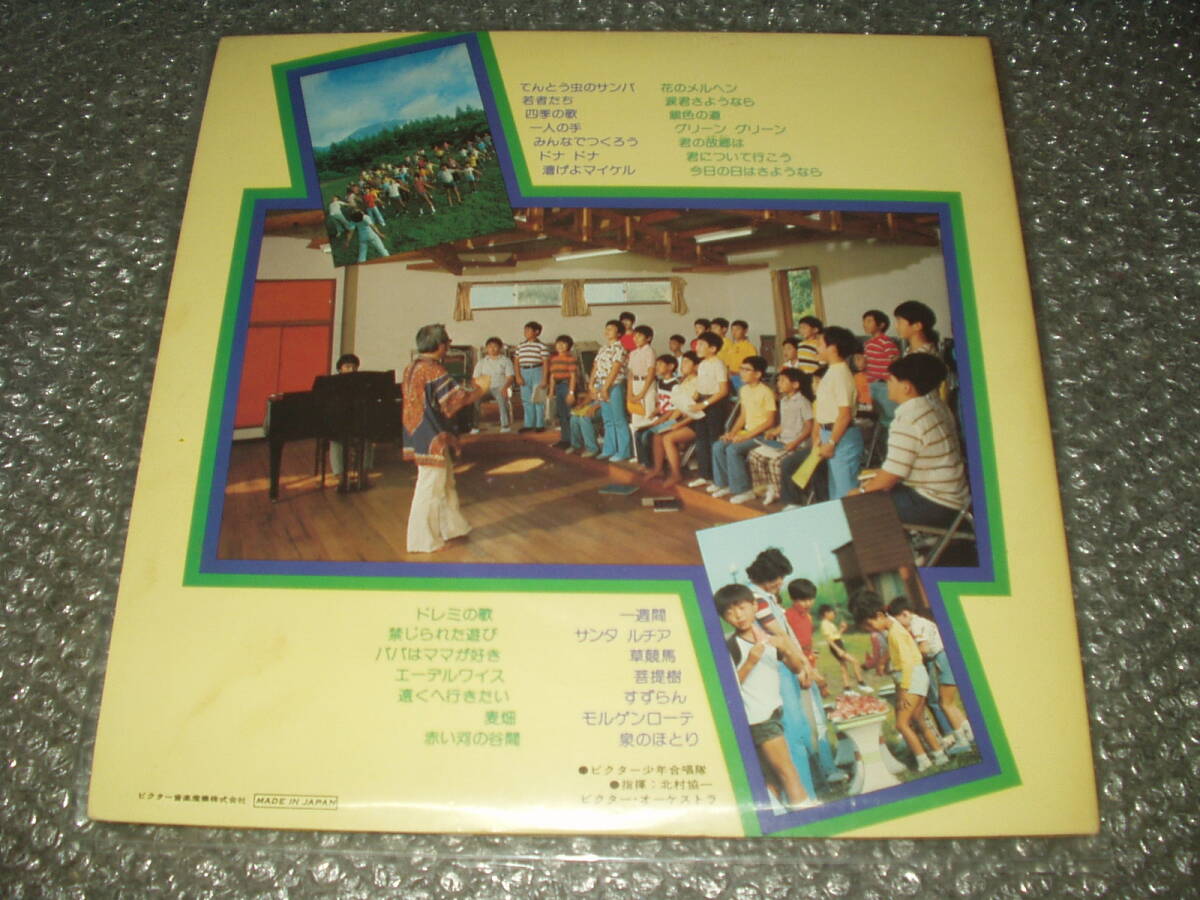 てんとう虫のサンバ
若者たち
四季の歌
一人の手
みんなでつくろう
ドナ ドナ
漕げよマイケル
花のメルヘン
涙君さようなら
銀色の道
グリーン グリーン
君の故郷は
君について行こう
今日の日はさようなら
ドレミの歌
禁じられた遊び
パパはママが好き
エーデルワイス
遠くへ行きたい
麦畑
赤い河の谷間
一週間
サンタ ルチア
草競馬
菩提樹
すずらん
モルゲンローテ
泉のほとり
●ビクター少年合唱隊
●指揮：北村協一
ビクター・オーケストラ
ビクター音楽産業株式会社 MADE IN JAPAN